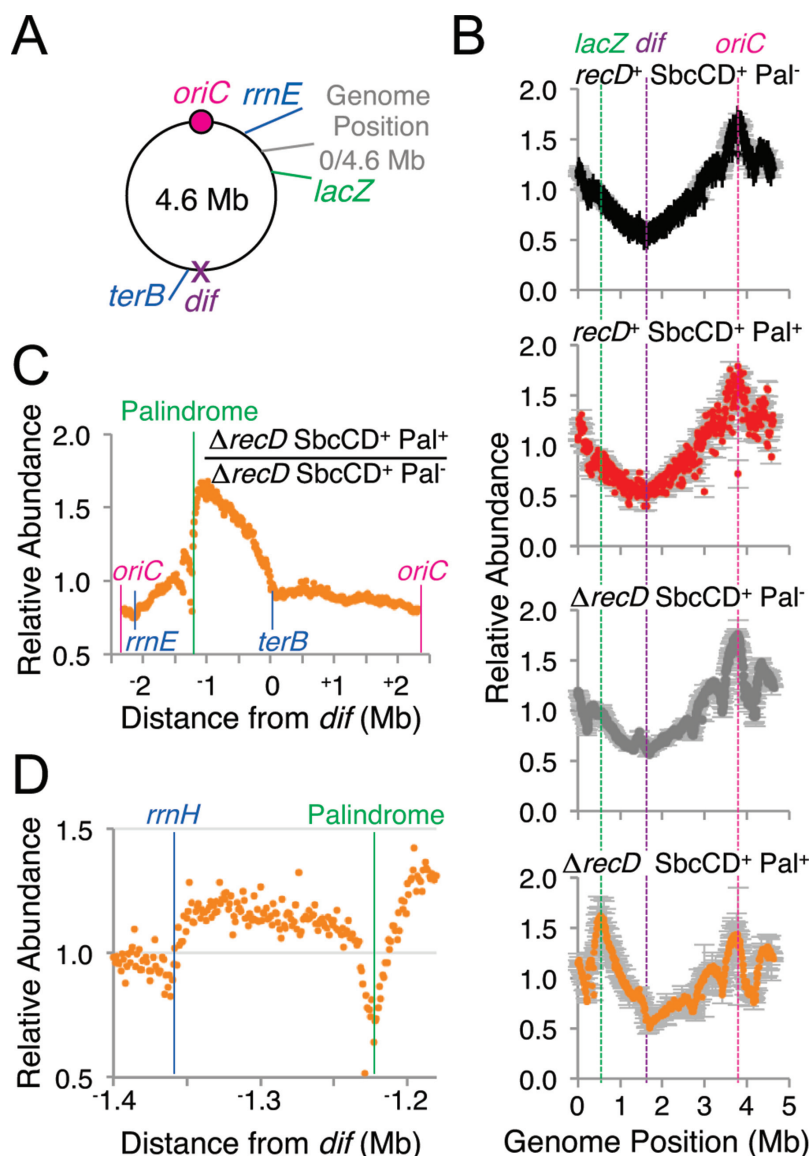 A
oriC
rrnE
Genome
Position
0/4.6 Mb
lacZ
4.6 Mb
terB
X
dif
B
lacZ dif oriC
recD+ SbcCD+ Pal-
2.0
1.5
1.0
0.5
0.0
recD+ SbcCD+ Pal+
2.0
1.5
1.0
0.5
0.0
ΔrecD SbcCD+ Pal-
2.0
1.5
1.0
0.5
0.0
ΔrecD SbcCD+ Pal+
2.0
1.5
1.0
0.5
0.0
0 1 2 3 4 5
Genome Position (Mb)
Relative Abundance
C
Palindrome
ΔrecD SbcCD+ Pal+
ΔrecD SbcCD+ Pal-
2.0
1.5
1.0
0.5
Relative Abundance
oriC
rrnE
terB
oriC
-2 -1 0 +1 +2
Distance from dif (Mb)
D
rrnH
Palindrome
1.5
1.0
0.5
Relative Abundance
-1.4 -1.3 -1.2
Distance from dif (Mb)